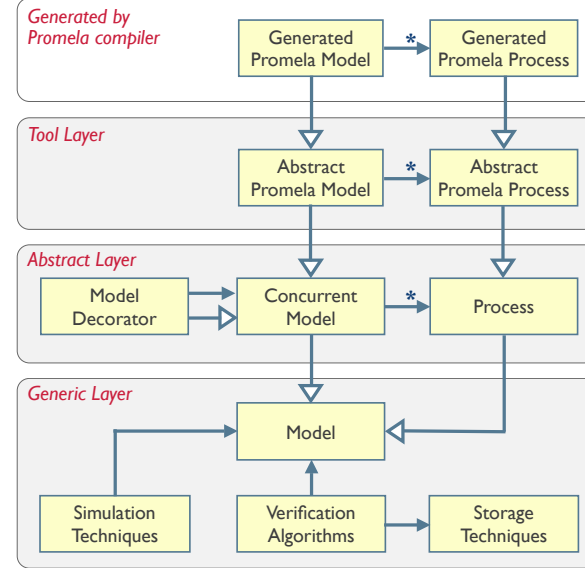 Generated by
Promela compiler
Generated
Promela Model
*
Generated
Promela Process
Tool Layer
Abstract
Promela Model
*
Abstract
Promela Process
Abstract Layer
Model
Decorator
Concurrent
Model
*
Process
Generic Layer
Model
Simulation
Techniques
Verification
Algorithms
Storage
Techniques